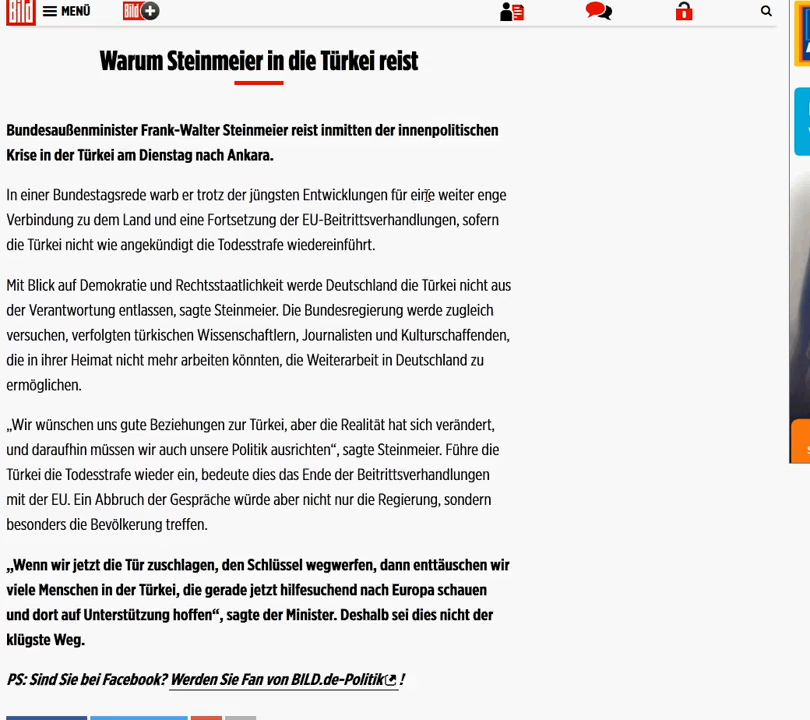 Bild MENÜ Bild+
Warum Steinmeier in die Türkei reist
Bundesaußenminister Frank-Walter Steinmeier reist inmitten der innenpolitischen
Krise in der Türkei am Dienstag nach Ankara.
In einer Bundestagsrede warb er trotz der jüngsten Entwicklungen für eine weiter enge
Verbindung zu dem Land und eine Fortsetzung der EU-Beitrittsverhandlungen, sofern
die Türkei nicht wie angekündigt die Todesstrafe wiedereinführt.
Mit Blick auf Demokratie und Rechtsstaatlichkeit werde Deutschland die Türkei nicht aus
der Verantwortung entlassen, sagte Steinmeier. Die Bundesregierung werde zugleich
versuchen, verfolgten türkischen Wissenschaftlern, Journalisten und Kulturschaffenden,
die in ihrer Heimat nicht mehr arbeiten könnten, die Weiterarbeit in Deutschland zu
ermöglichen.
„Wir wünschen uns gute Beziehungen zur Türkei, aber die Realität hat sich verändert,
und daraufhin müssen wir auch unsere Politik ausrichten“, sagte Steinmeier. Führe die
Türkei die Todesstrafe wieder ein, bedeute dies das Ende der Beitrittsverhandlungen
mit der EU. Ein Abbruch der Gespräche würde aber nicht nur die Regierung, sondern
besonders die Bevölkerung treffen.
„Wenn wir jetzt die Tür zuschlagen, den Schlüssel wegwerfen, dann enttäuschen wir
viele Menschen in der Türkei, die gerade jetzt hilfesuchend nach Europa schauen
und dort auf Unterstützung hoffen“, sagte der Minister. Deshalb sei dies nicht der
klügste Weg.
PS: Sind Sie bei Facebook? Werden Sie Fan von BILD.de-Politik!